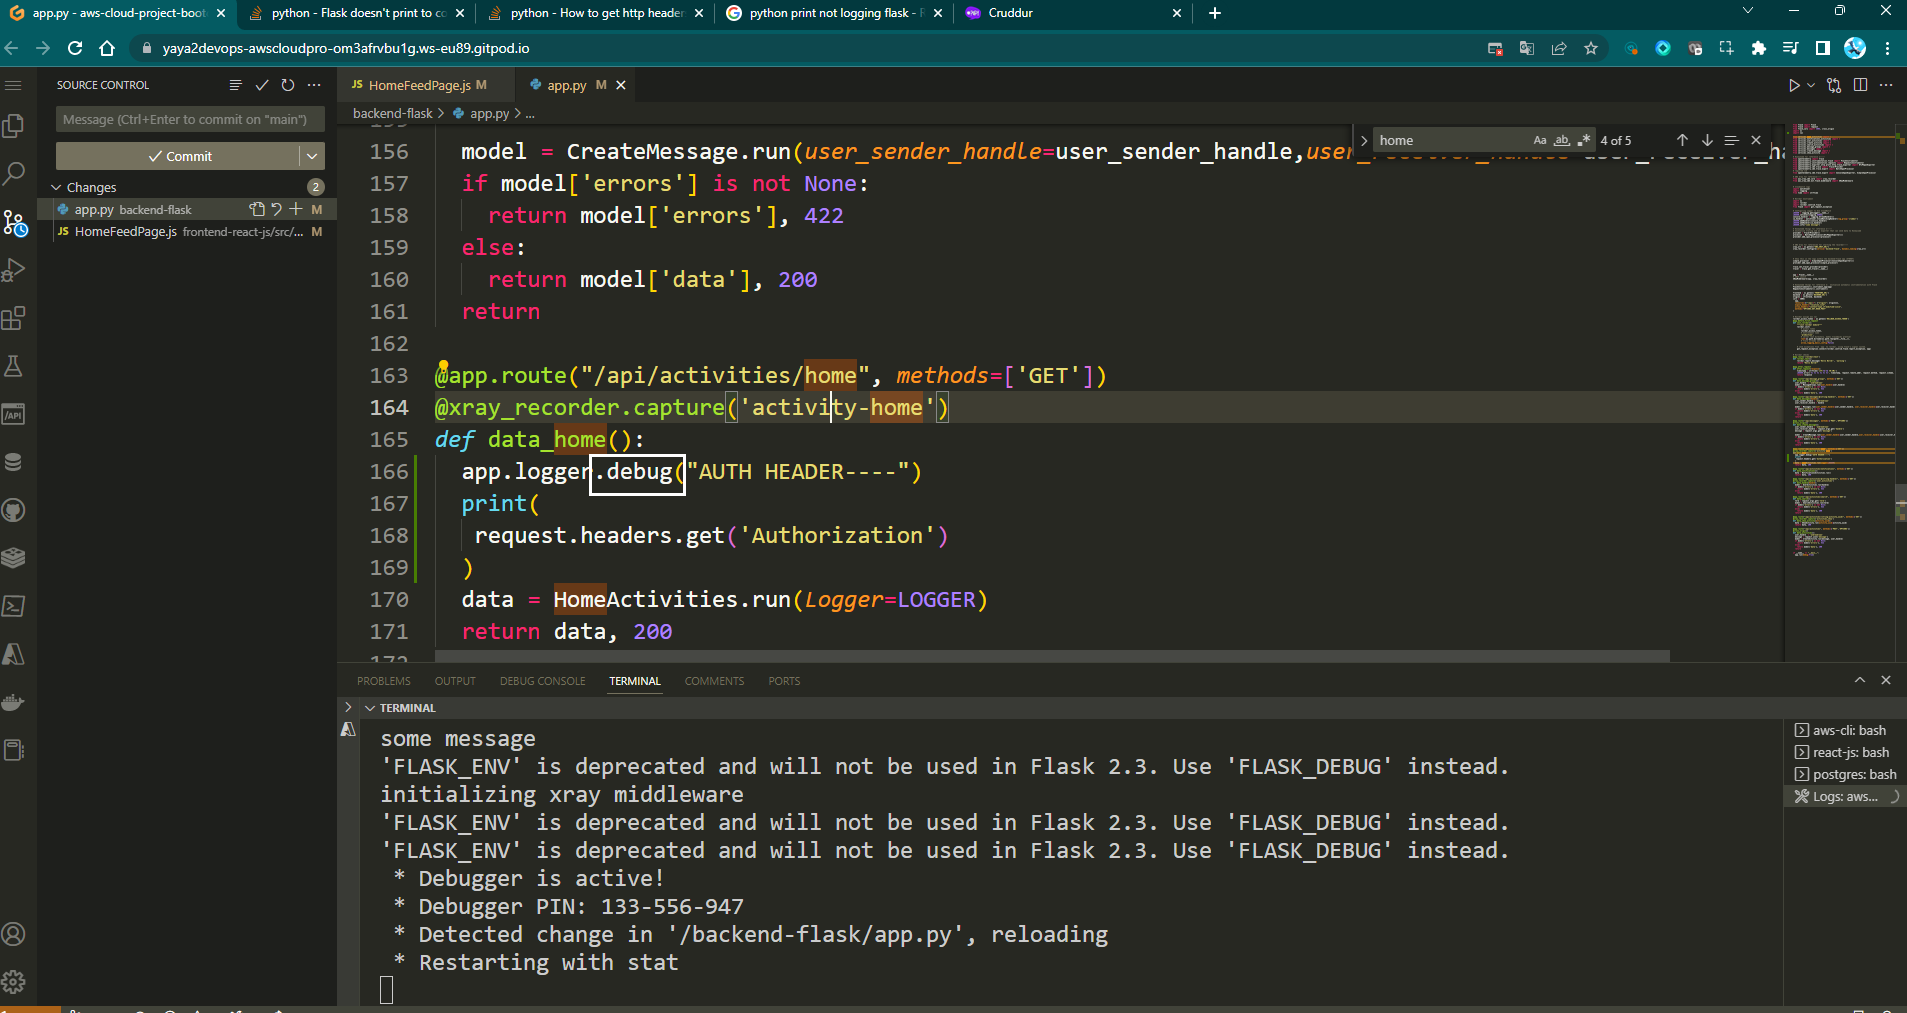 app.py - aws-cloud-project-boot
python - Flask doesn't print to co
python - How to get http header
python print not logging flask - R
Cruddur
yaya2devops-awscloudpro-om3afrvbu1g.ws-eu89.gitpod.io
SOURCE CONTROL
Message (Ctrl+Enter to commit on "main")
Commit
Changes 2
app.py backend-flask M
JS HomeFeedPage.js frontend-react-js/src/... M
JS HomeFeedPage.js M
app.py M
backend-flask > app.py > ...
home Aa ab 4 of 5
156 model = CreateMessage.run(user_sender_handle=user_sender_handle,
157 if model['errors'] is not None:
158 return model['errors'], 422
159 else:
160 return model['data'], 200
161 return
162
163 @app.route("/api/activities/home", methods=['GET'])
164 @xray_recorder.capture('activity-home')
165 def data_home():
166 app.logger.debug("AUTH HEADER----")
167 print(
168 request.headers.get('Authorization')
169 )
170 data = HomeActivities.run(Logger=LOGGER)
171 return data, 200
PROBLEMS OUTPUT DEBUG CONSOLE TERMINAL COMMENTS PORTS
TERMINAL
some message
'FLASK_ENV' is deprecated and will not be used in Flask 2.3. Use 'FLASK_DEBUG' instead.
initializing xray middleware
'FLASK_ENV' is deprecated and will not be used in Flask 2.3. Use 'FLASK_DEBUG' instead.
'FLASK_ENV' is deprecated and will not be used in Flask 2.3. Use 'FLASK_DEBUG' instead.
* Debugger is active!
* Debugger PIN: 133-556-947
* Detected change in '/backend-flask/app.py', reloading
* Restarting with stat
aws-cli: bash
react-js: bash
postgres: bash
Logs: aws...